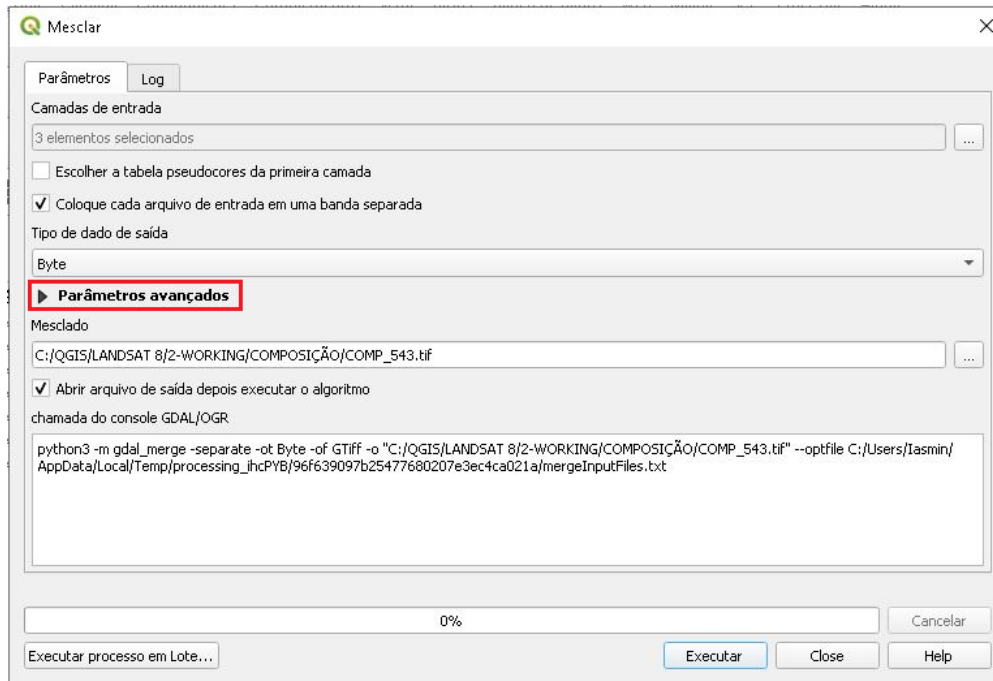 Mesclar
Parâmetros
Log
Camadas de entrada
3 elementos selecionados
...
Escolher a tabela pseudocores da primeira camada
Coloque cada arquivo de entrada em uma banda separada
Tipo de dado de saída
Byte
Parâmetros avançados
Mesclado
C:/QGIS/LANDSAT 8/2-WORKING/COMPOSIÇÃO/COMP_543.tif
...
Abrir arquivo de saída depois executar o algoritmo
chamada do console GDAL/OGR
python3 -m gdal_merge -separate -ot Byte -of GTiff -o "C:/QGIS/LANDSAT 8/2-WORKING/COMPOSIÇÃO/COMP_543.tif" --optfile C:/Users/Iasmin/
AppData/Local/Temp/processing_ihcPYB/96f639097b25477680207e3ec4ca021a/mergeInputFiles.txt
0%
Cancelar
Executar processo em Lote...
Executar
Close
Help